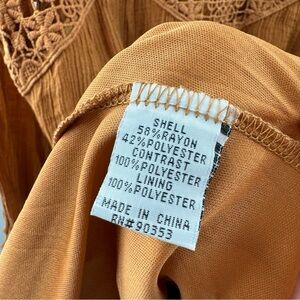 SHELL
58%RAYON
42%POLYESTER
CONTRAST
100%POLYESTER
LINING
100%POLYESTER
MADE IN CHINA
RN#90353